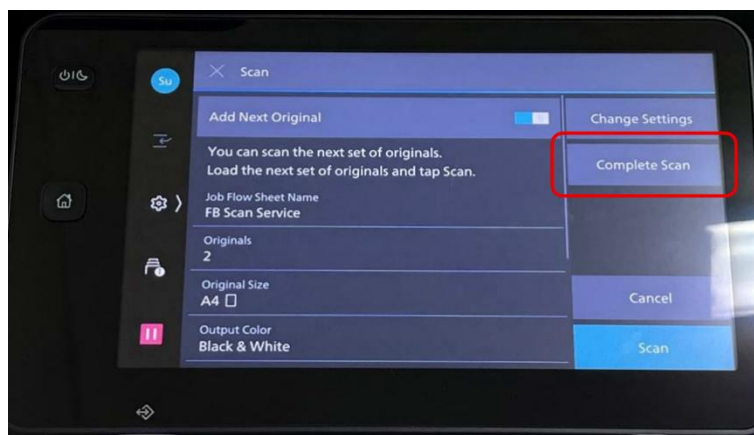 Su
Scan
Add Next Original
You can scan the next set of originals.
Load the next set of originals and tap Scan.
Job Flow Sheet Name
FB Scan Service
Originals
2
Original Size
A4
Output Color
Black & White
Change Settings
Complete Scan
Cancel
Scan